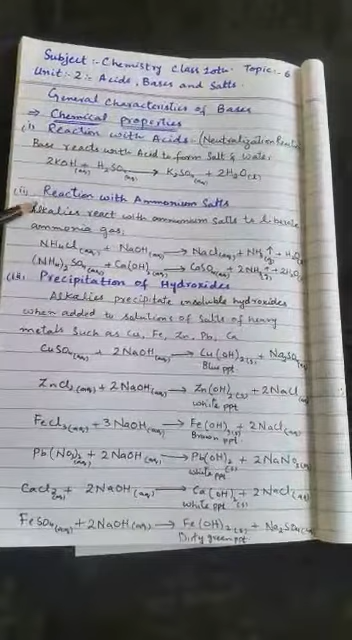 Subject :- Chemistry Class 10th. Topic:- 6
Unit:-2:- Acids, Bases and Salts.
General Characteristics of Bases
⇒ Chemical properties
(i) Reaction with Acids:- (Neutralization
Base reacts with Acid to form Salt & Water
2KOH(aq) + H2SO4(aq) → K2SO4(aq) + 2H2O(l)
(ii) Reaction with Ammonium Salts
Alkalies react with ammonium salts to
ammonia gas.
NH4Cl(aq) + NaOH(aq) → NaCl(aq) + NH3↑ +
(NH4)2SO4(aq) + Ca(OH)2(aq) → CaSO4(aq) + 2NH3↑ +
(iii) Precipitation of Hydroxides
Alkalies precipitate insoluble hydroxides
when added to solutions of salts of heavy
metals such as Cu, Fe, Zn, Pb, Ca
CuSO4(aq) + 2NaOH(aq) → Cu(OH)2(s) + Na2SO4
Blue ppt
ZnCl2(aq) + 2NaOH(aq) → Zn(OH)2(s) + 2NaCl(aq)
white ppt
FeCl3(aq) + 3NaOH(aq) → Fe(OH)3(s) + 2NaCl(aq)
Brown ppt.
Pb(NO3)2 + 2NaOH(aq) → Pb(OH)2(s) + 2NaNO3(aq)
white ppt
CaCl2(aq) + 2NaOH(aq) → Ca(OH)2(s) + 2NaCl(aq)
white ppt
FeSO4(aq) + 2NaOH(aq) → Fe(OH)2(s) + Na2SO4
Dirty green ppt